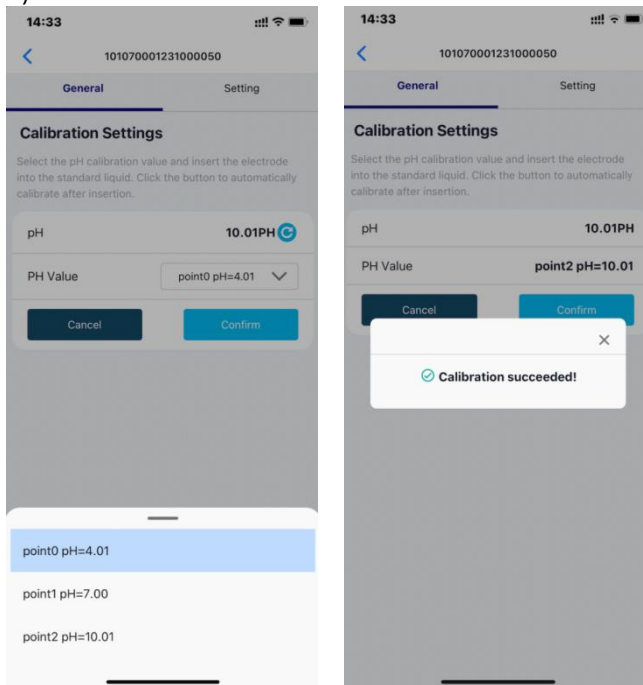 14:33
101070001231000050
General Setting
Calibration Settings
Select the pH calibration value and insert the electrode
into the standard liquid. Click the button to automatically
calibrate after insertion.
pH 10.01PH
PH Value point0 pH=4.01
Cancel Confirm
point0 pH=4.01
point1 pH=7.00
point2 pH=10.01
14:33
101070001231000050
General Setting
Calibration Settings
Select the pH calibration value and insert the electrode
into the standard liquid. Click the button to automatically
calibrate after insertion.
pH 10.01PH
PH Value point2 pH=10.01
Cancel Confirm
Calibration succeeded!